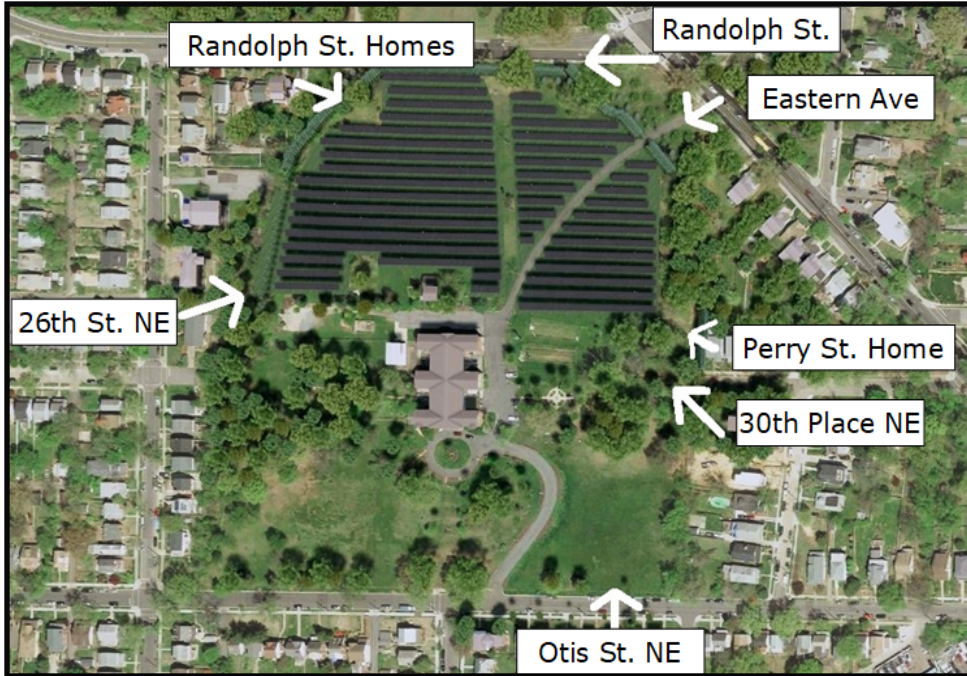 Randolph St. Homes
Randolph St.
Eastern Ave
26th St. NE
Perry St. Home
30th Place NE
Otis St. NE